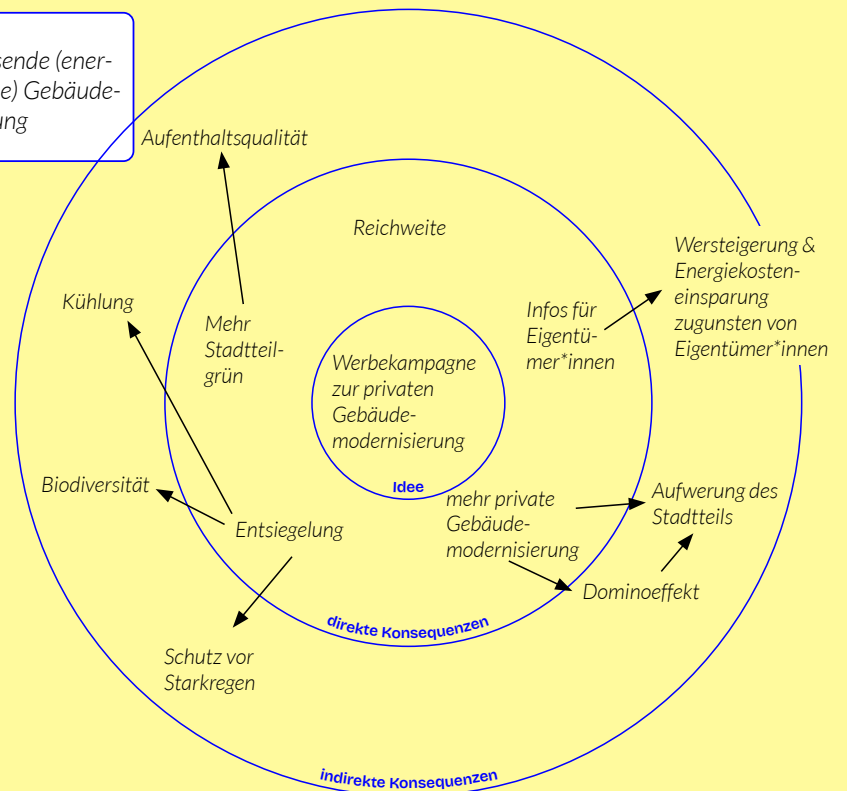 sende (ener-
e) Gebäude-
ung
Aufenthaltsqualität
Reichweite
Wersteigerung &
Energiekosten-
einsparung
zugunsten von
Eigentümer*innen
Kühlung
Infos für
Eigentü-
mer*innen
Mehr
Stadtteil-
grün
Werbekampagne
zur privaten
Gebäude-
modernisierung
Idee
Biodiversität
mehr private
Gebäude-
modernisierung
Aufwerung des
Stadtteils
Entsiegelung
Dominoeffekt
direkte Konsequenzen
Schutz vor
Starkregen
indirekte Konsequenzen